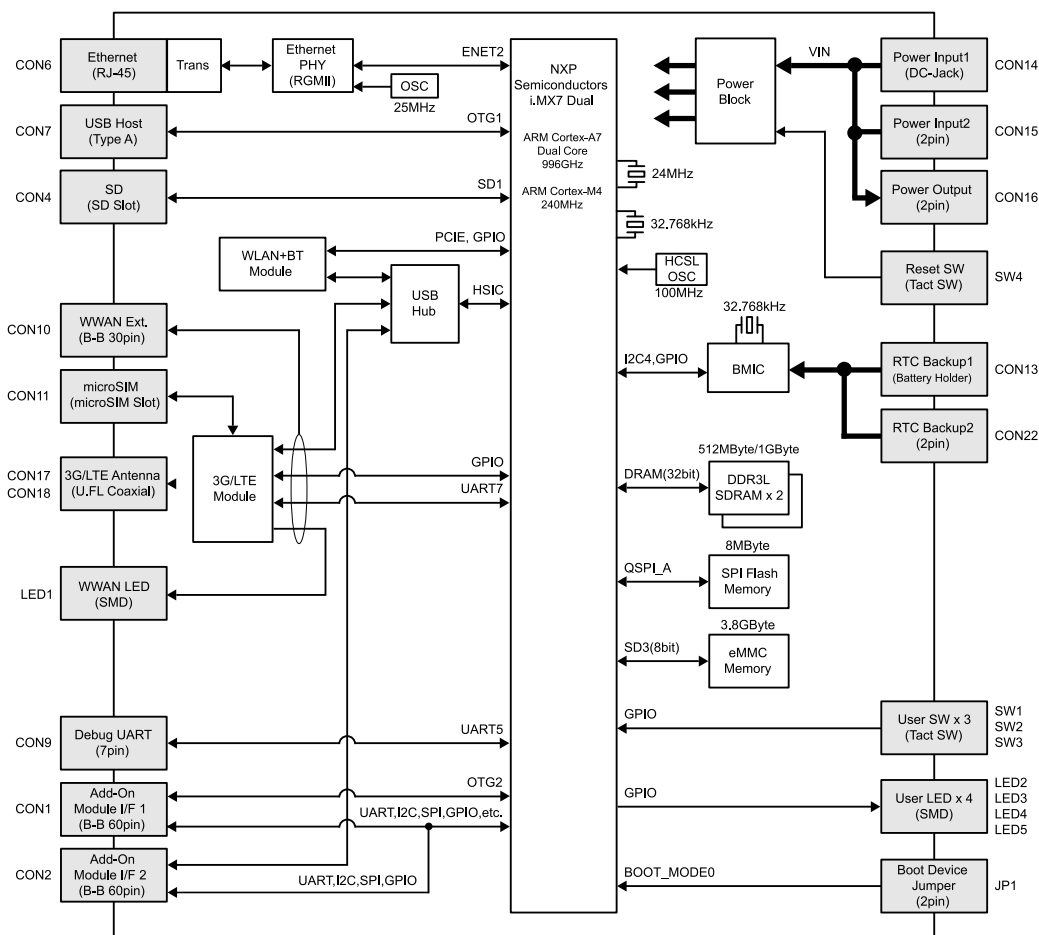 CON6
Ethernet
(RJ-45)
Trans
Ethernet
PHY
(RGMII)
OSC
25MHz
ENET2
CON7
USB Host
(Type A)
OTG1
CON4
SD
(SD Slot)
SD1
WLAN+BT
Module
PCIE, GPIO
USB
Hub
HSIC
CON10
WWAN Ext.
(B-B 30pin)
CON11
microSIM
(microSIM Slot)
CON17
CON18
3G/LTE Antenna
(U.FL Coaxial)
3G/LTE
Module
GPIO
UART7
LED1
WWAN LED
(SMD)
CON9
Debug UART
(7pin)
UART5
CON1
Add-On
Module I/F 1
(B-B 60pin)
OTG2
UART,I2C,SPI,GPIO,etc.
CON2
Add-On
Module I/F 2
(B-B 60pin)
UART,I2C,SPI,GPIO
NXP
Semiconductors
i.MX7 Dual
ARM Cortex-A7
Dual Core
996GHz
ARM Cortex-M4
240MHz
Power
Block
VIN
Power Input1
(DC-Jack)
CON14
Power Input2
(2pin)
CON15
Power Output
(2pin)
CON16
24MHz
32.768kHz
HCSL
OSC
100MHz
Reset SW
(Tact SW)
SW4
32.768kHz
I2C4,GPIO
BMIC
RTC Backup1
(Battery Holder)
CON13
RTC Backup2
(2pin)
CON22
512MByte/1GByte
DRAM(32bit)
DDR3L
SDRAM x 2
8MByte
QSPI_A
SPI Flash
Memory
3.8GByte
SD3(8bit)
eMMC
Memory
GPIO
User SW x 3
(Tact SW)
SW1
SW2
SW3
GPIO
User LED x 4
(SMD)
LED2
LED3
LED4
LED5
BOOT_MODE0
Boot Device
Jumper
(2pin)
JP1